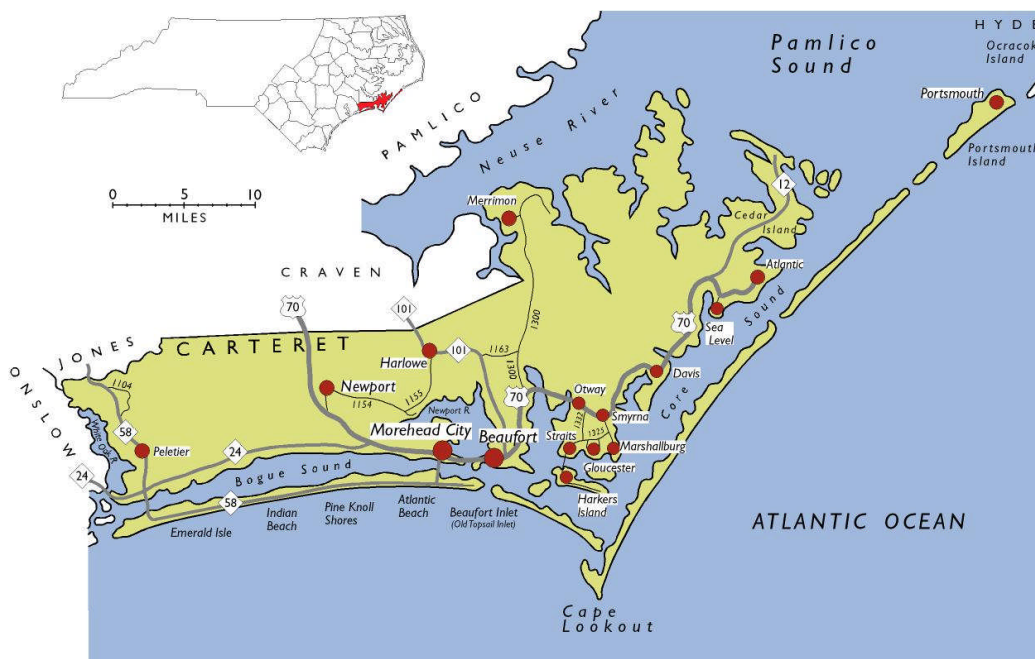 HYDE
Ocracok
Island
Pamlico
Sound
Portsmouth
Portsmouth
Island
PAMLICO
Neuse River
0 10
MILES
Merrimon
12
Cedar
Island
Atlantic
CRAVEN
70
101
1300
70
Sea
Level
Sound
JONES
CARTERET
Harlowe
101
1163
1300
ONSLOW
1104
Newport
1154
1155
Newport R.
70
Otway
Davis
Core
Smyrna
1332
1325
58
White Oak R.
Peletier
24
Morehead City
Beaufort
Straits
Marshallburg
Gloucester
24
Bogue Sound
58
Harkers
Island
Emerald Isle
Indian
Beach
Pine Knoll
Shores
Atlantic
Beach
Beaufort Inlet
(Old Topsail Inlet)
ATLANTIC OCEAN
Cape
Lookout